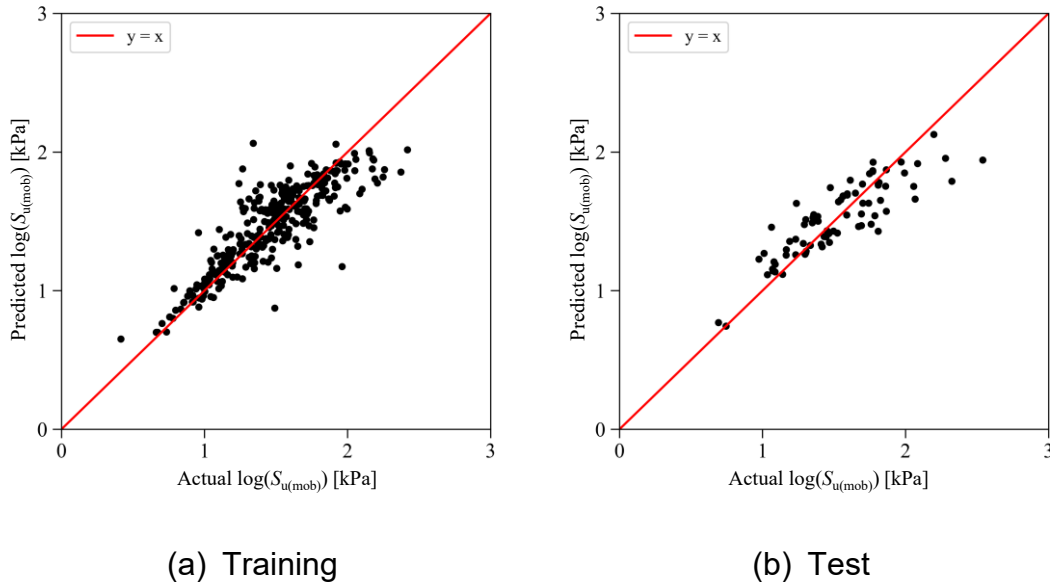 3
2
1
0
0
1
2
3
y = x
Predicted log(Su(mob)) [kPa]
Actual log(Su(mob)) [kPa]
(a) Training
3
2
1
0
0
1
2
3
y = x
Predicted log(Su(mob)) [kPa]
Actual log(Su(mob)) [kPa]
(b) Test